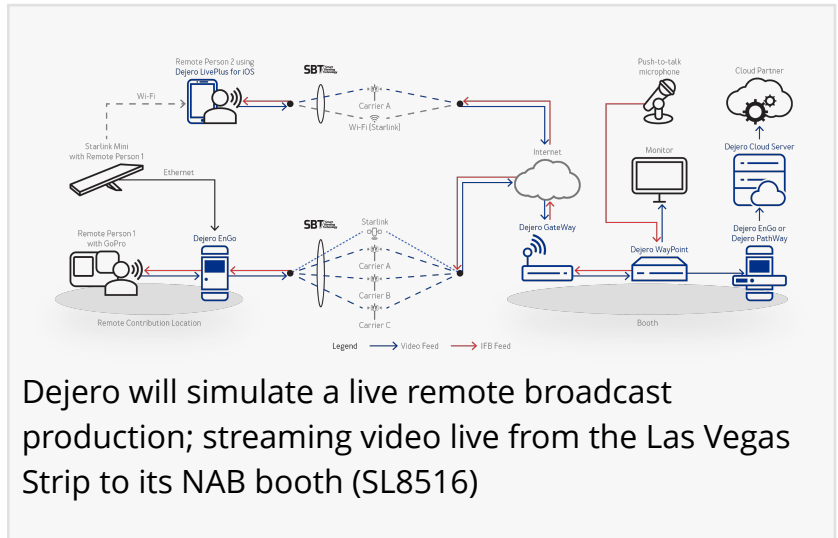 Remote Person 2 using
Dejero LivePlus for iOS
SBT
Carrier A
Wi-Fi [Starlink]
Wi-Fi
Starlink Mini
with Remote Person 1
Ethernet
Remote Person 1
with GoPro
Dejero EnGo
SBT
Starlink
Carrier A
Carrier B
Carrier C
Remote Contribution Location
Internet
Dejero GateWay
Push-to-talk
microphone
Monitor
Dejero WayPoint
Cloud Partner
Dejero Cloud Server
Dejero EnGo or
Dejero PathWay
Booth
Legend
Video Feed
IFB Feed
Dejero will simulate a live remote broadcast
production; streaming video live from the Las Vegas
Strip to its NAB booth (SL8516)